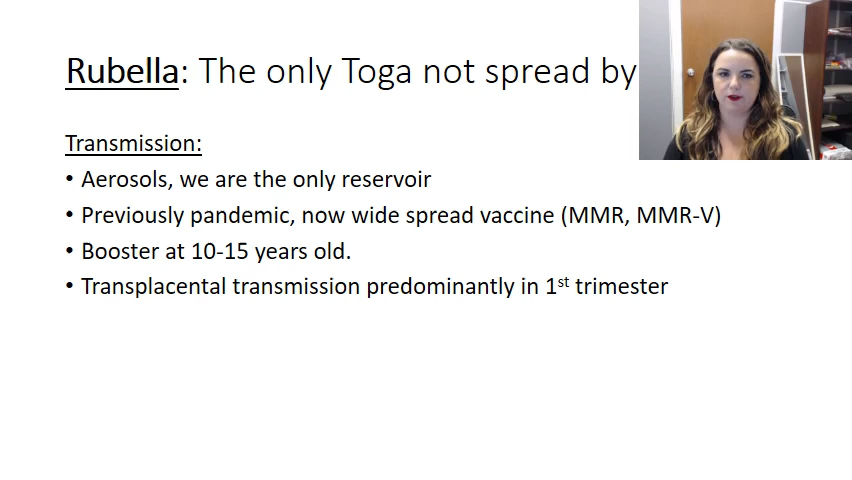 Rubella: The only Toga not spread by
Transmission:
• Aerosols, we are the only reservoir
• Previously pandemic, now wide spread vaccine (MMR, MMR-V)
• Booster at 10-15 years old.
• Transplacental transmission predominantly in 1st trimester